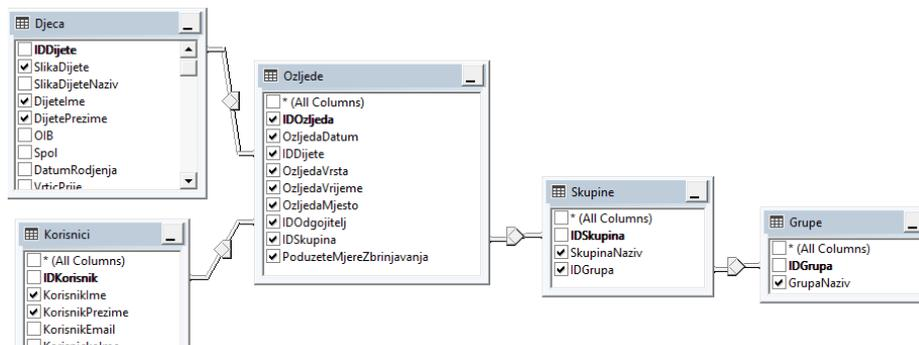 Djeca
IDDijete
SlikaDijete
SlikaDijeteNaziv
DijeteIme
DijetePrezime
OIB
Spol
DatumRodjenja
VrticPrije
Korisnici
* (All Columns)
IDKorisnik
KorisnikIme
KorisnikPrezime
KorisnikEmail
Ozljede
* (All Columns)
IDOzljeda
OzljedaDatum
IDDijete
OzljedaVrsta
OzljedaVrijeme
OzljedaMjesto
IDOdgojitelj
IDSkupina
PoduzeteMjereZbrinjavanja
Skupine
* (All Columns)
IDSkupina
SkupinaNaziv
IDGrupa
Grupe
* (All Columns)
IDGrupa
GrupaNaziv